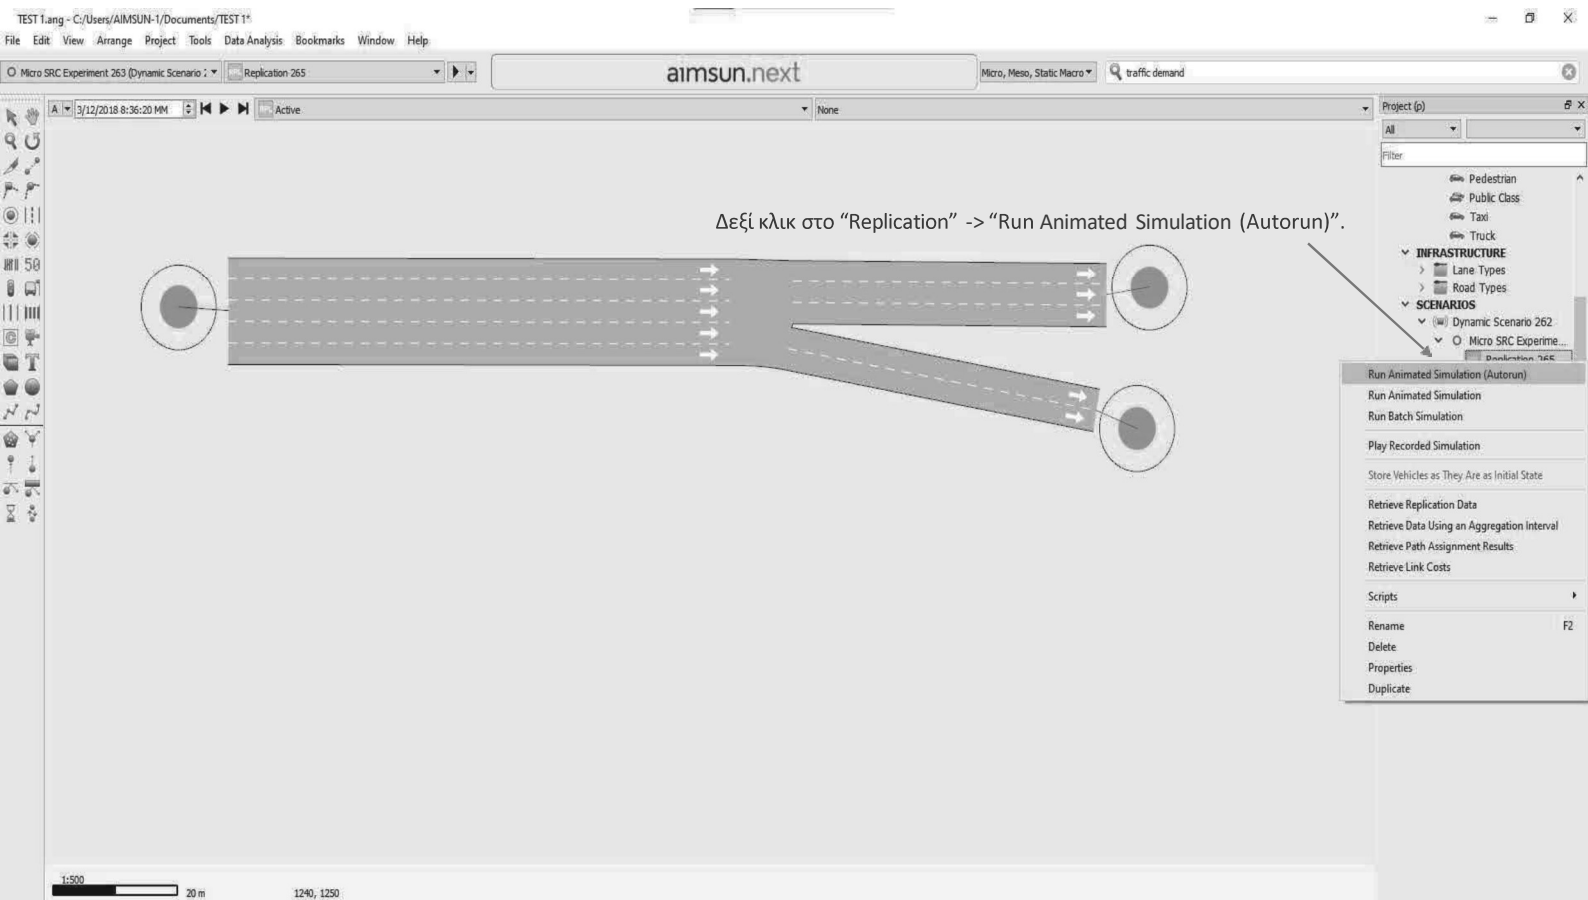 TEST 1.ang - C:/Users/AIMSUN-1/Documents/TEST 1*
File Edit View Arrange Project Tools Data Analysis Bookmarks Window Help
Micro SRC Experiment 263 (Dynamic Scenario Replication 265
aimsun.next
Micro, Meso, Static Macro traffic demand
A 3/12/2018 8:36:20 ΜΜ Active None
Project (p)
All
Filter
Pedestrian
Public Class
Taxi
Truck
INFRASTRUCTURE
Lane Types
Road Types
SCENARIOS
Dynamic Scenario 262
Micro SRC Experime...
Replication 265
Δεξί κλικ στο “Replication” -> “Run Animated Simulation (Autorun)”.
50
Run Animated Simulation (Autorun)
Run Animated Simulation
Run Batch Simulation
Play Recorded Simulation
Store Vehicles as They Are as Initial State
Retrieve Replication Data
Retrieve Data Using an Aggregation Interval
Retrieve Path Assignment Results
Retrieve Link Costs
Scripts
Rename F2
Delete
Properties
Duplicate
1:500
20 m 1240, 1250